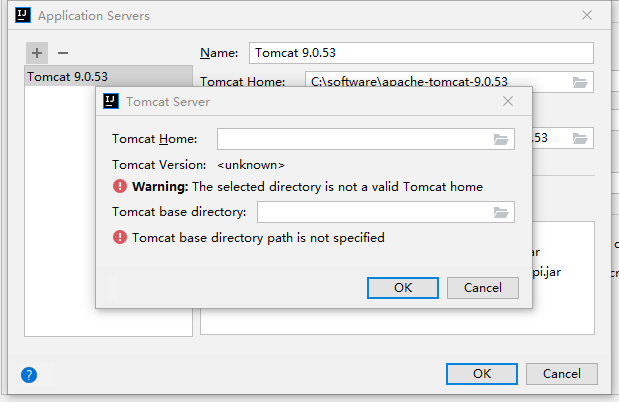 Application Servers
Name: Tomcat 9.0.53
Tomcat 9.0.53
Tomcat Home: C:\software\apache-tomcat-9.0.53
Tomcat Server
Tomcat Home:
.53
Tomcat Version: <unknown>
Warning: The selected directory is not a valid Tomcat home
Tomcat base directory:
Tomcat base directory path is not specified
ar
pi.jar
OK Cancel
OK Cancel